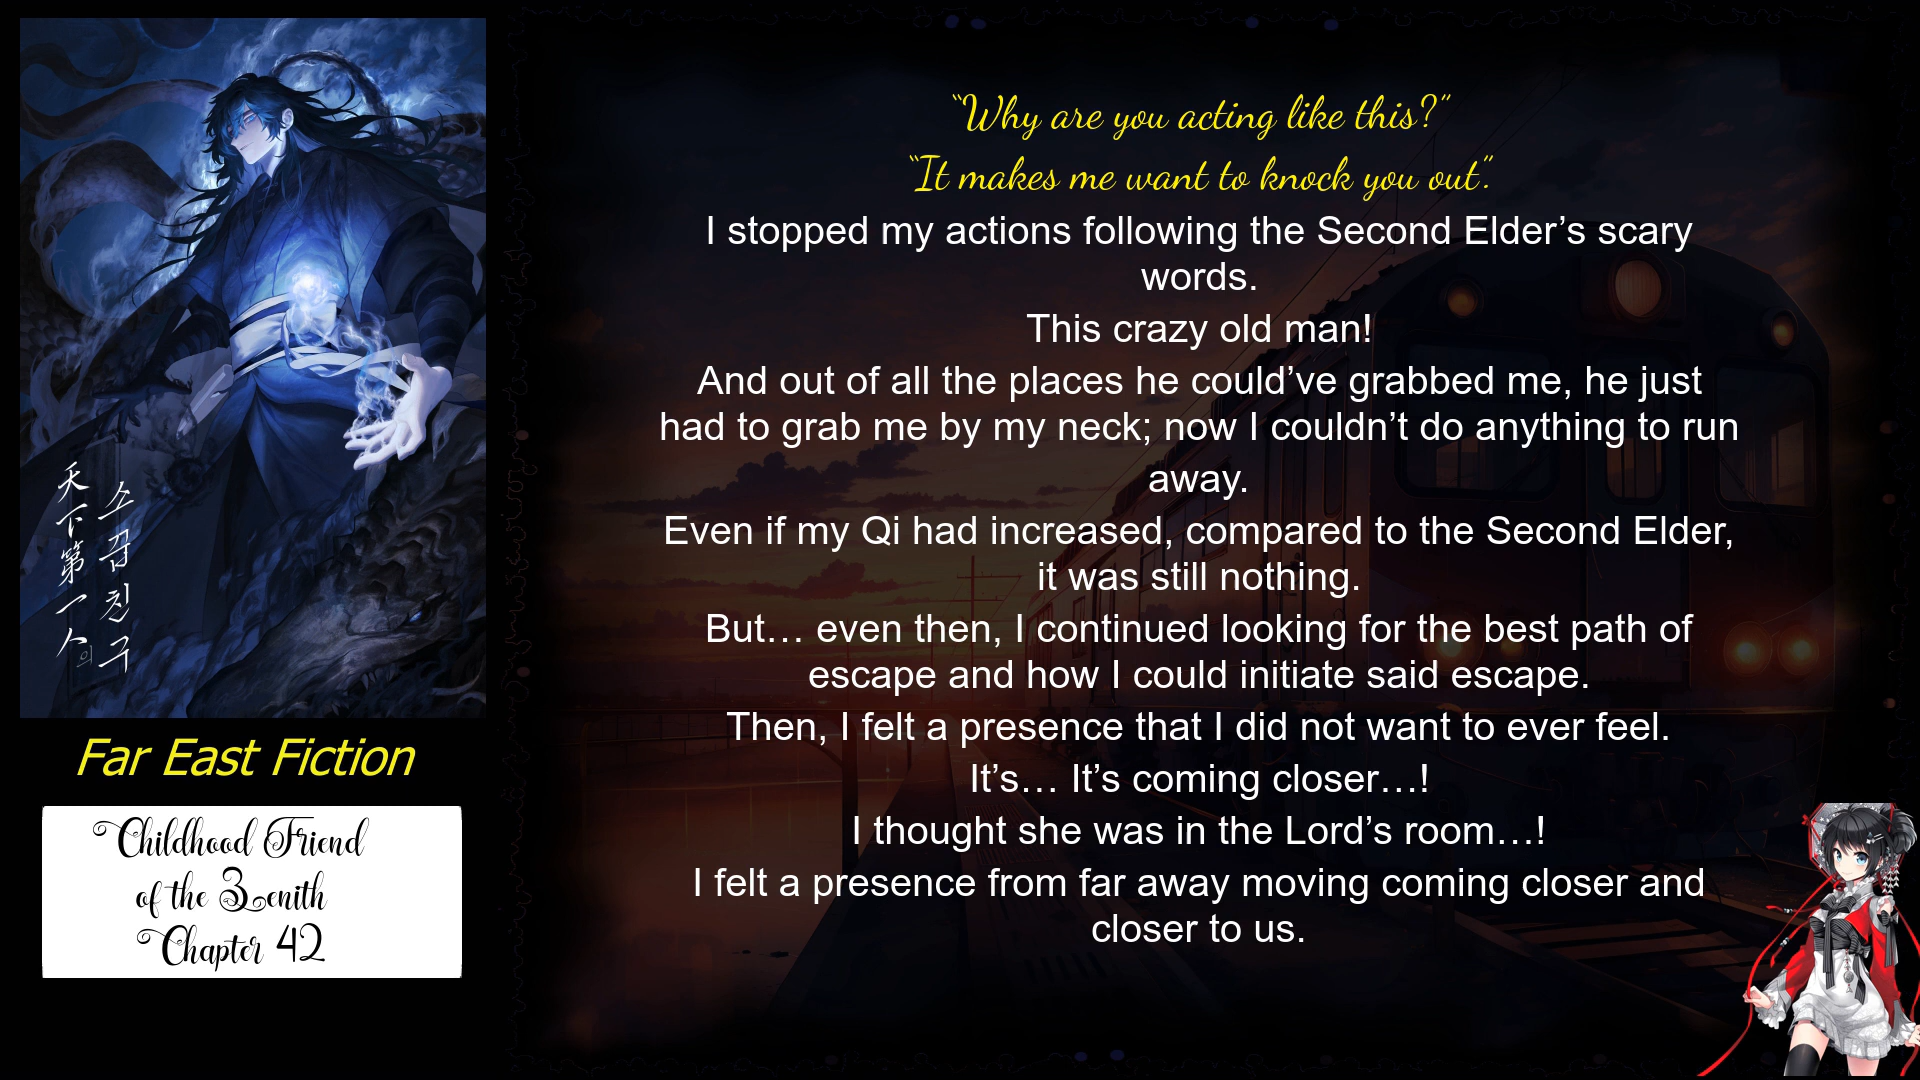 天下第一人의
소꿉친구
Far East Fiction
Childhood Friend
of the Zenith
Chapter 42
“Why are you acting like this?”
“It makes me want to knock you out”.
I stopped my actions following the Second Elder’s scary
words.
This crazy old man!
And out of all the places he could’ve grabbed me, he just
had to grab me by my neck; now I couldn’t do anything to run
away.
Even if my Qi had increased, compared to the Second Elder,
it was still nothing.
But… even then, I continued looking for the best path of
escape and how I could initiate said escape.
Then, I felt a presence that I did not want to ever feel.
It’s… It’s coming closer…!
I thought she was in the Lord’s room…!
I felt a presence from far away moving coming closer and
closer to us.